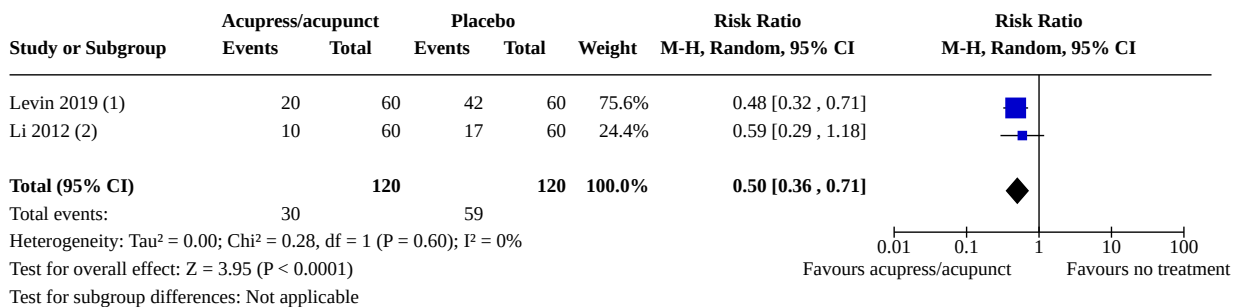 Acupress/acupunct Placebo Risk Ratio Risk Ratio
Study or Subgroup Events Total Events Total Weight M-H, Random, 95% CI M-H, Random, 95% CI
Levin 2019 (1) 20 60 42 60 75.6% 0.48 [0.32 , 0.71]
Li 2012 (2) 10 60 17 60 24.4% 0.59 [0.29 , 1.18]
Total (95% CI) 120 120 100.0% 0.50 [0.36 , 0.71]
Total events: 30 59
Heterogeneity: Tau² = 0.00; Chi² = 0.28, df = 1 (P = 0.60); I² = 0%
0.01 0.1 1 10 100
Test for overall effect: Z = 3.95 (P < 0.0001)
Favours acupress/acupunct Favours no treatment
Test for subgroup differences: Not applicable